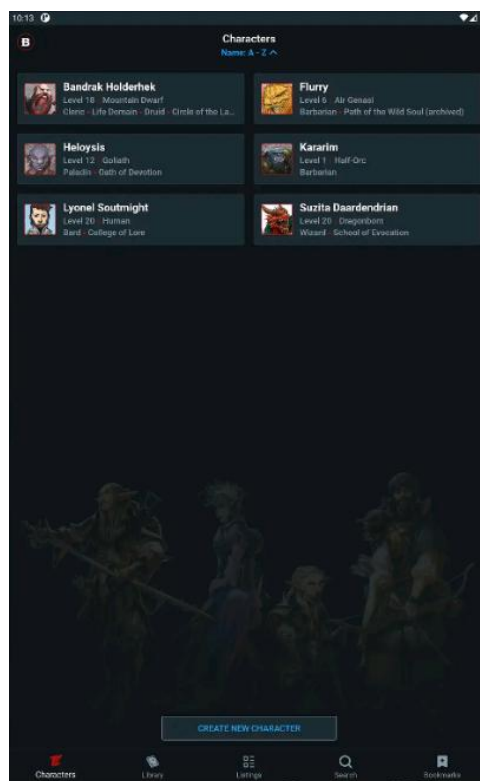 10:13
B
Characters
Name: A - Z
Bandrak Holderhek
Level 18 Mountain Dwarf
Cleric - Life Domain - Druid - Circle of the La...
Flurry
Level 6 Air Genasi
Barbarian - Path of the Wild Soul (archived)
Heloysis
Level 12 Goliath
Paladin - Oath of Devotion
Kararim
Level 1 Half-Orc
Barbarian
Lyonel Soutmight
Level 20 Human
Bard - College of Lore
Suzita Daardendrian
Level 20 Dragonborn
Wizard - School of Evocation
CREATE NEW CHARACTER
Characters
Library
Listings
Search
Bookmarks